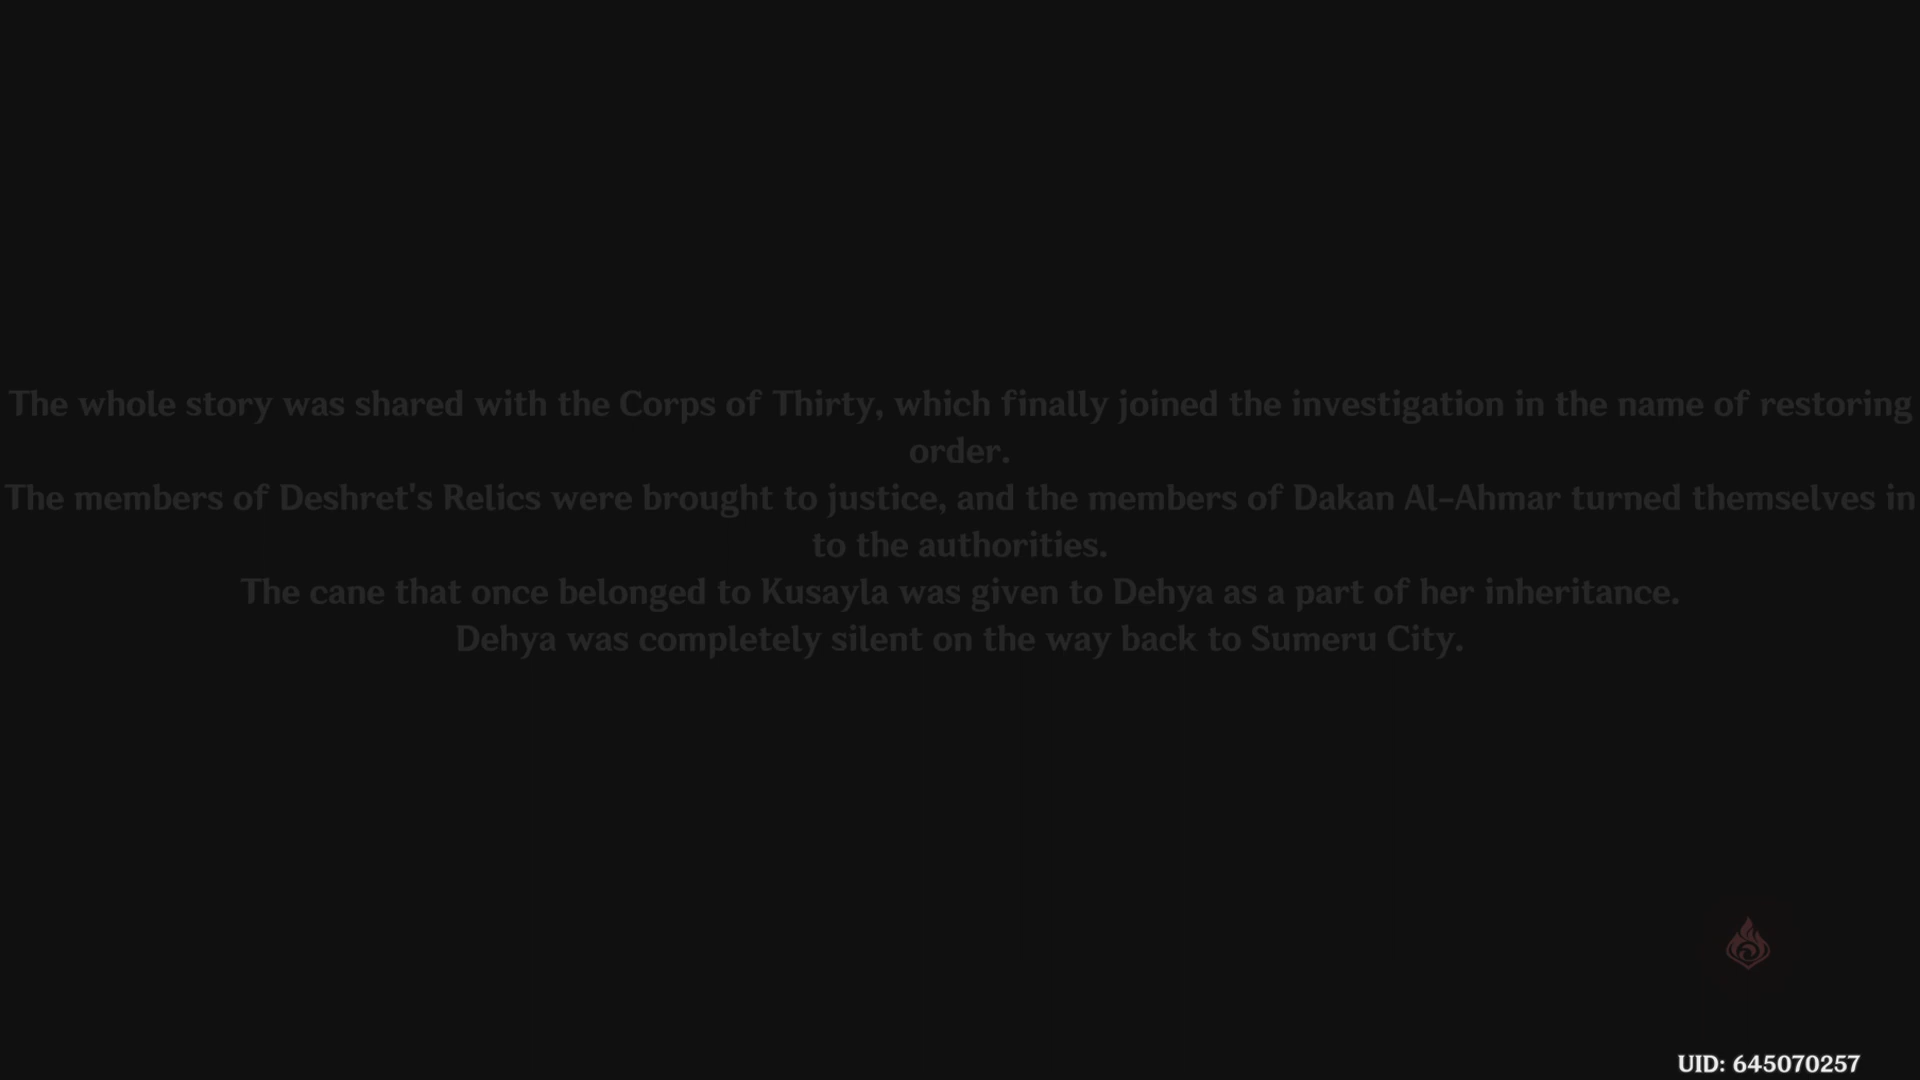 The whole story was shared with the Corps of Thirty, which finally joined the investigation in the name of restoring
order.
The members of Deshret's Relics were brought to justice, and the members of Dakan Al-Ahmar turned themselves in
to the authorities.
The cane that once belonged to Kusayla was given to Dehya as a part of her inheritance.
Dehya was completely silent on the way back to Sumeru City.
UID: 645070257